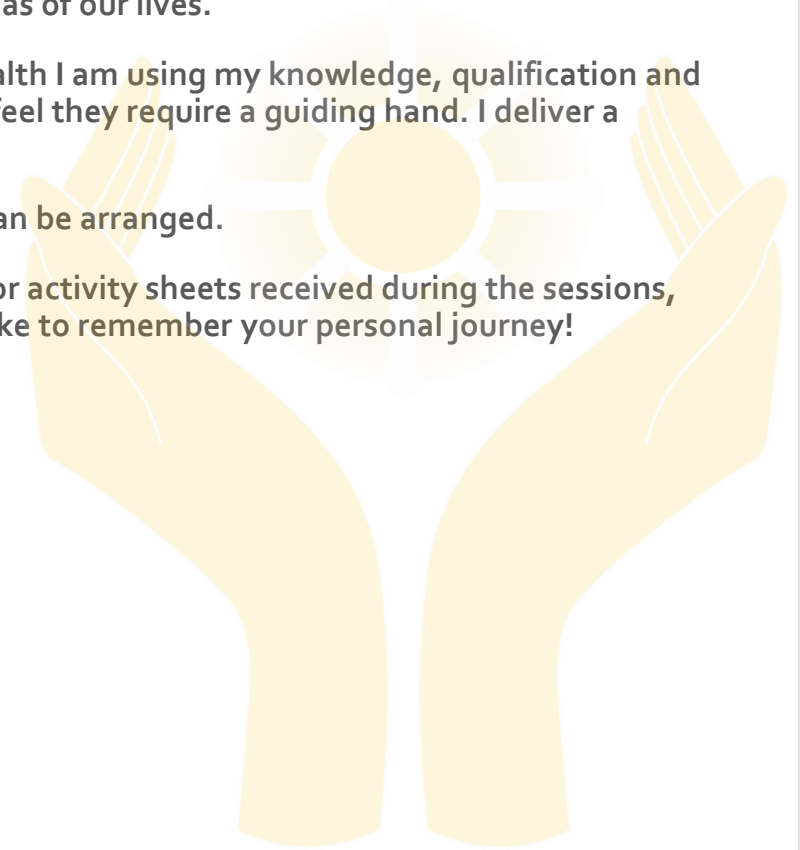 as of our lives.
alth I am using my knowledge, qualification and
feel they require a guiding hand. I deliver a
an be arranged.
or activity sheets received during the sessions,
ke to remember your personal journey!